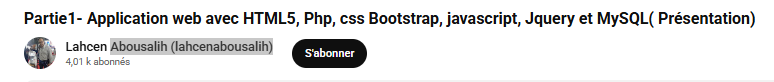 Partie1- Application web avec HTML5, Php, css Bootstrap, javascript, Jquery et MySQL( Présentation)
Lahcen Abousalih (lahcenabousalih)
4,01 k abonnés
S'abonner